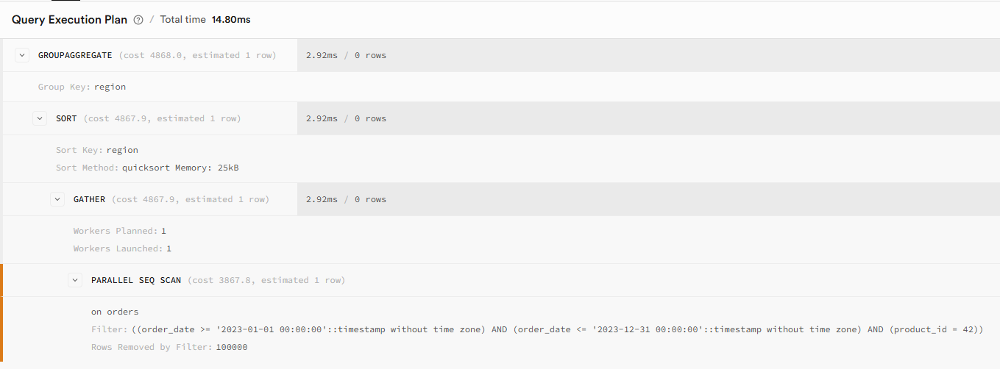 Query Execution Plan ? / Total time 14.80ms
GROUPAGGREGATE (cost 4868.0, estimated 1 row) 2.92ms / 0 rows
Group Key: region
SORT (cost 4867.9, estimated 1 row) 2.92ms / 0 rows
Sort Key: region
Sort Method: quicksort Memory: 25kB
GATHER (cost 4867.9, estimated 1 row) 2.92ms / 0 rows
Workers Planned: 1
Workers Launched: 1
PARALLEL SEQ SCAN (cost 3867.8, estimated 1 row)
on orders
Filter: ((order_date >= '2023-01-01 00:00:00'::timestamp without time zone) AND (order_date <= '2023-12-31 00:00:00'::timestamp without time zone) AND (product_id = 42))
Rows Removed by Filter: 100000